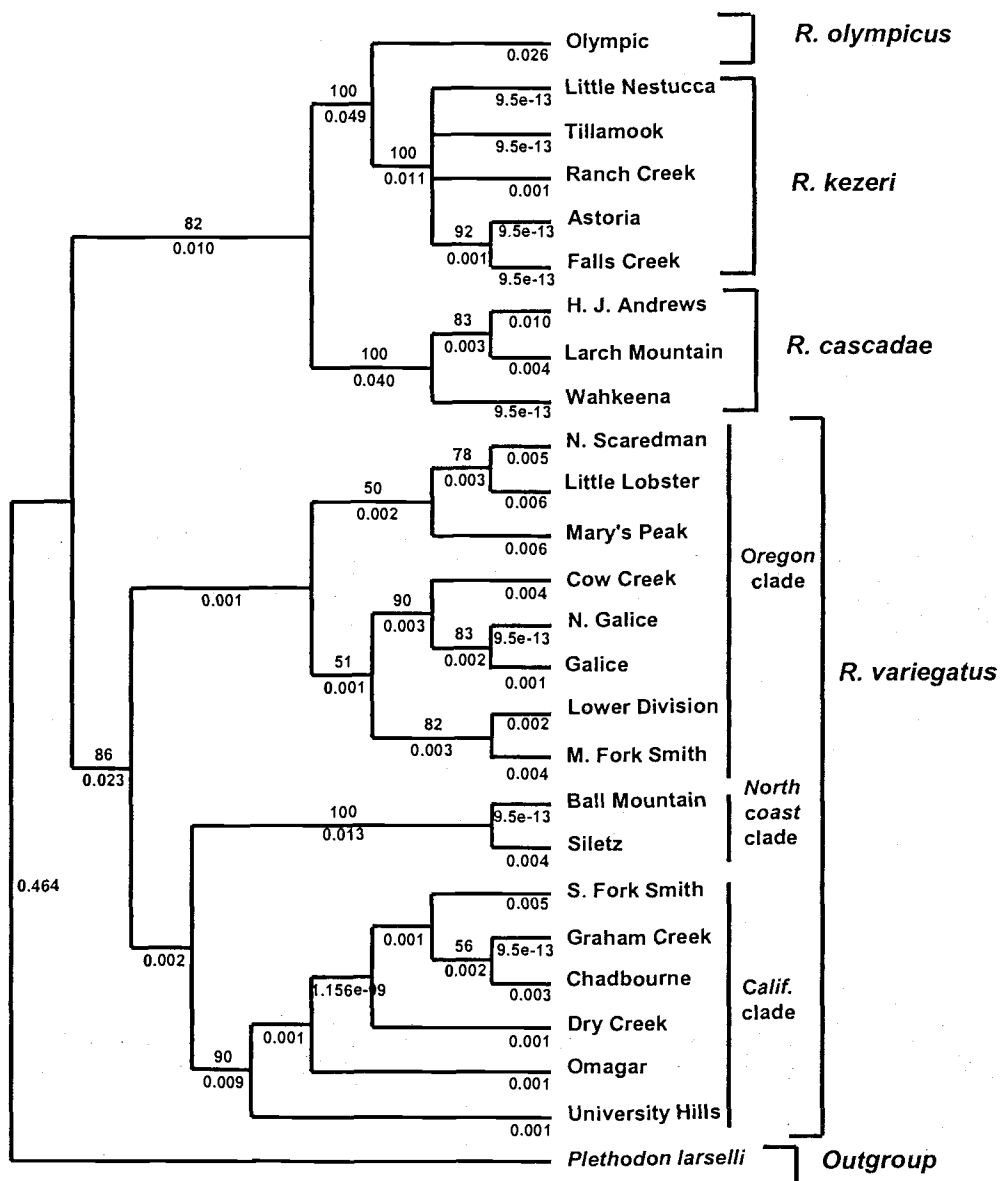 R. olympicus
Olympic
0.026
100
0.049
Little Nestucca
9.5e-13
Tillamook
9.5e-13
100
0.011
Ranch Creek
0.001
R. kezeri
Astoria
9.5e-13
92
0.001
Falls Creek
9.5e-13
82
0.010
H. J. Andrews
0.010
83
0.003
Larch Mountain
0.004
R. cascadae
100
0.040
Wahkeena
9.5e-13
N. Scaredman
0.005
78
0.003
Little Lobster
0.006
50
0.002
Mary's Peak
0.006
Oregon
clade
Cow Creek
0.004
0.001
90
0.003
N. Galice
9.5e-13
83
0.002
Galice
0.001
51
0.001
R. variegatus
Lower Division
0.002
82
0.003
M. Fork Smith
0.004
86
0.023
North
coast
clade
Ball Mountain
9.5e-13
100
0.013
Siletz
0.004
0.464
S. Fork Smith
0.005
0.001
Graham Creek
9.5e-13
56
0.002
Chadbourne
0.003
0.002
1.156e-09
Calif.
clade
Dry Creek
0.001
0.001
Omagar
0.001
90
0.009
University Hills
0.001
Plethodon larselli
Outgroup